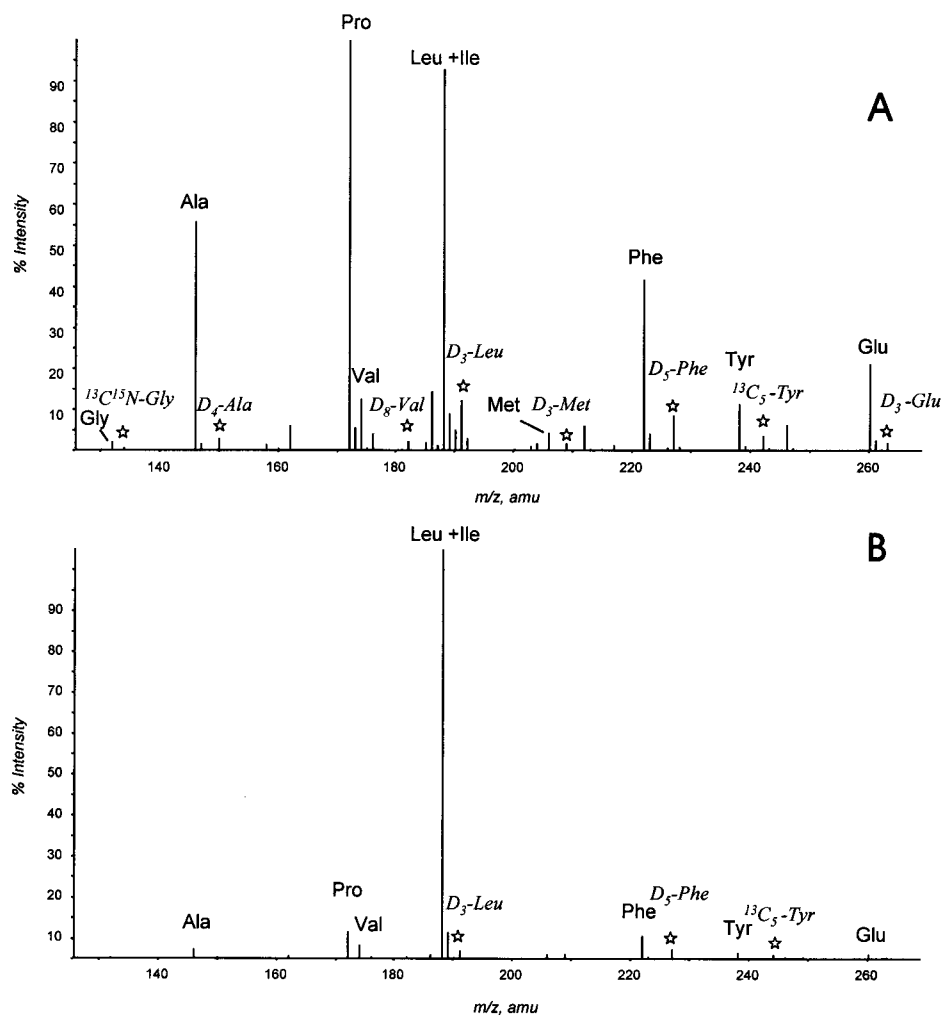 Pro
Leu +Ile
A
90
80
70
60
50
40
30
20
10
% Intensity
Ala
Phe
D3-Leu
Val
D8-Val
Met
D3-Met
D5-Phe
Tyr
13C5-Tyr
Glu
D3-Glu
13C15N-Gly
Gly
D4-Ala
140 160 180 200 220 240 260
m/z, amu
Leu +Ile
B
90
80
70
60
50
40
30
20
10
% Intensity
Ala
Pro
Val
D3-Leu
Phe
D5-Phe
Tyr
13C5-Tyr
Glu
140 160 180 200 220 240 260
m/z, amu